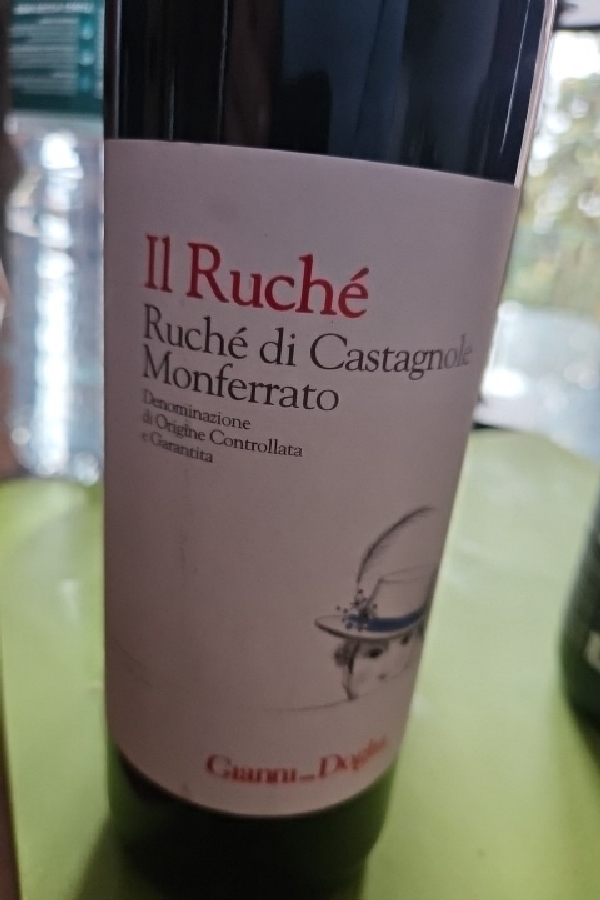 Il Ruché
Ruché di Castagnole
Monferrato
Denominazione
di Origine Controllata
e Garantita
Gianni Doglia